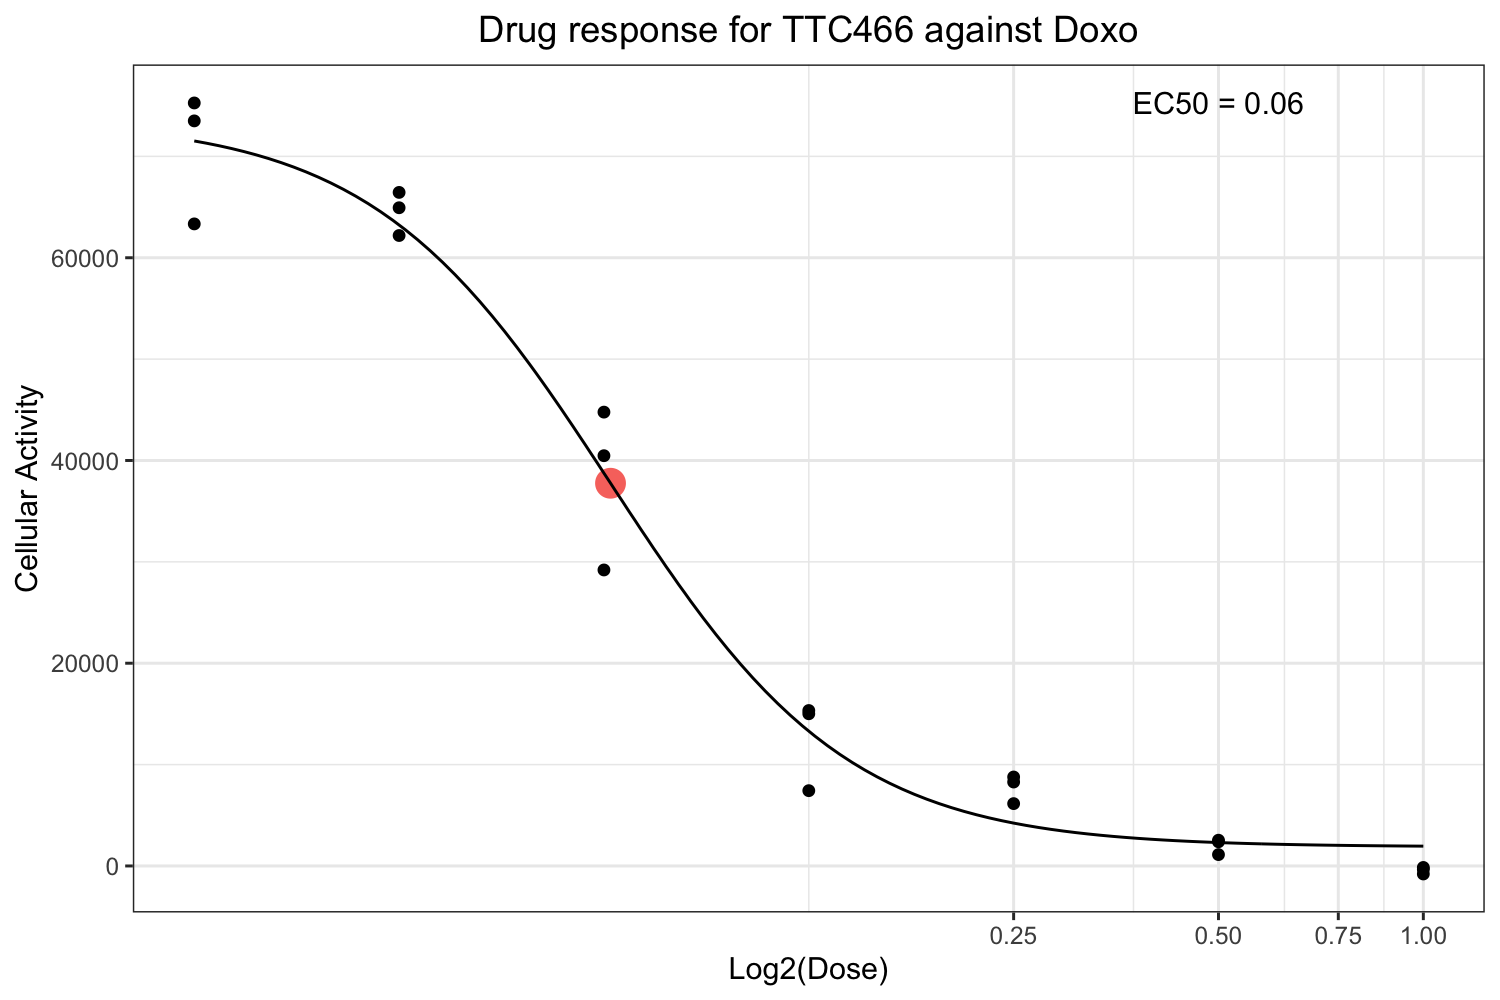 Drug response for TTC466 against Doxo
EC50 = 0.06
Cellular Activity
60000
40000
20000
0
0.25 0.50 0.75 1.00
Log2(Dose)